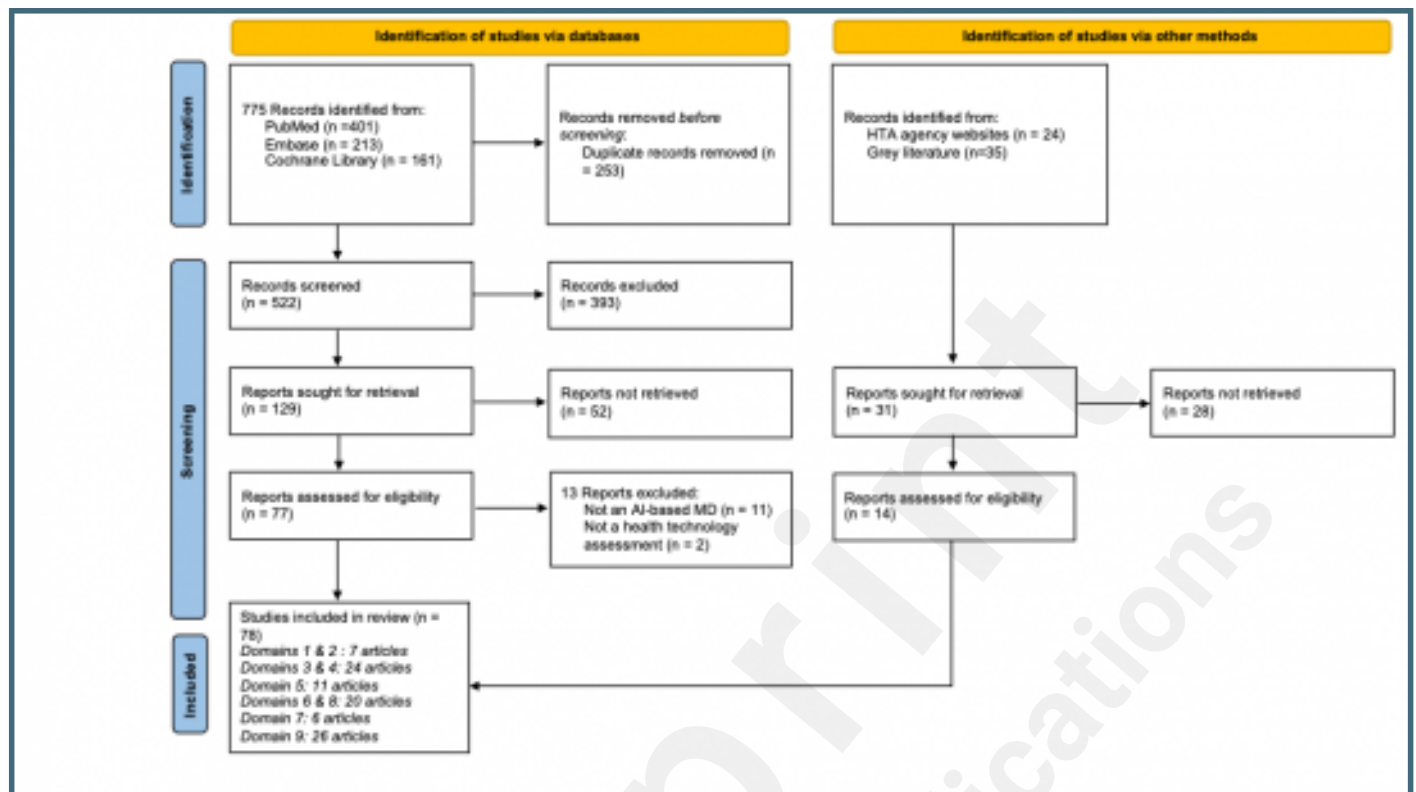 Identification of studies via databases
Identification of studies via other methods
Identification
775 Records identified from:
PubMed (n =401)
Embase (n = 213)
Cochrane Library (n = 161)
Records removed before
screening:
Duplicate records removed (n
= 253)
Records identified from:
HTA agency websites (n = 24)
Grey literature (n=35)
Screening
Records screened
(n = 522)
Records excluded
(n = 393)
Reports sought for retrieval
(n = 129)
Reports not retrieved
(n = 52)
Reports sought for retrieval
(n = 31)
Reports not retrieved
(n = 28)
Reports assessed for eligibility
(n = 77)
13 Reports excluded:
Not an AI-based MD (n = 11)
Not a health technology
assessment (n = 2)
Reports assessed for eligibility
(n = 14)
Included
Studies included in review (n =
78)
Domains 1 & 2 : 7 articles
Domains 3 & 4: 24 articles
Domain 5: 11 articles
Domains 6 & 8: 20 articles
Domain 7: 6 articles
Domain 9: 26 articles
print
ications